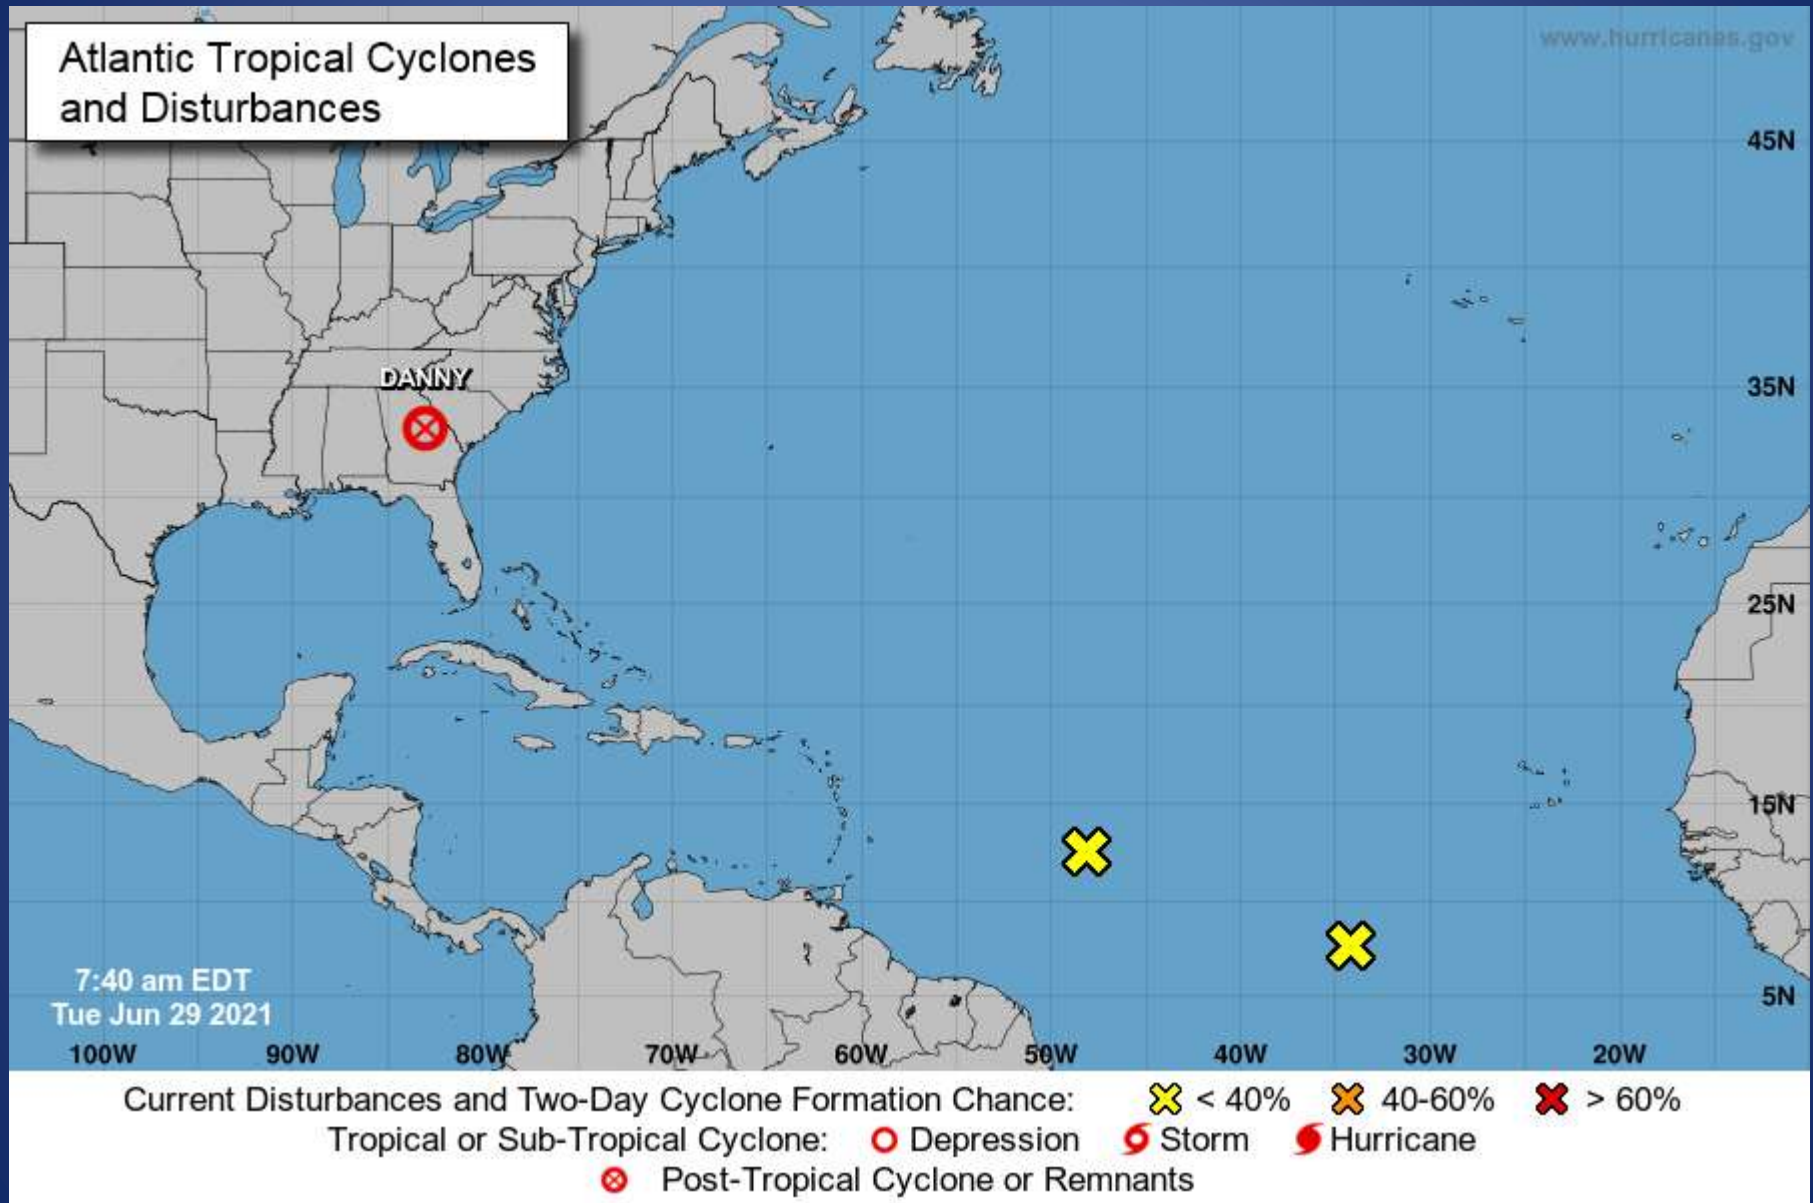 Atlantic Tropical Cyclones
and Disturbances
www.hurricanes.gov
45N
DANNY
35N
25N
15N
7:40 am EDT
Tue Jun 29 2021
5N
100W 90W 80W 70W 60W 50W 40W 30W 20W
Current Disturbances and Two-Day Cyclone Formation Chance: < 40% 40-60% > 60%
Tropical or Sub-Tropical Cyclone: Depression Storm Hurricane
Post-Tropical Cyclone or Remnants